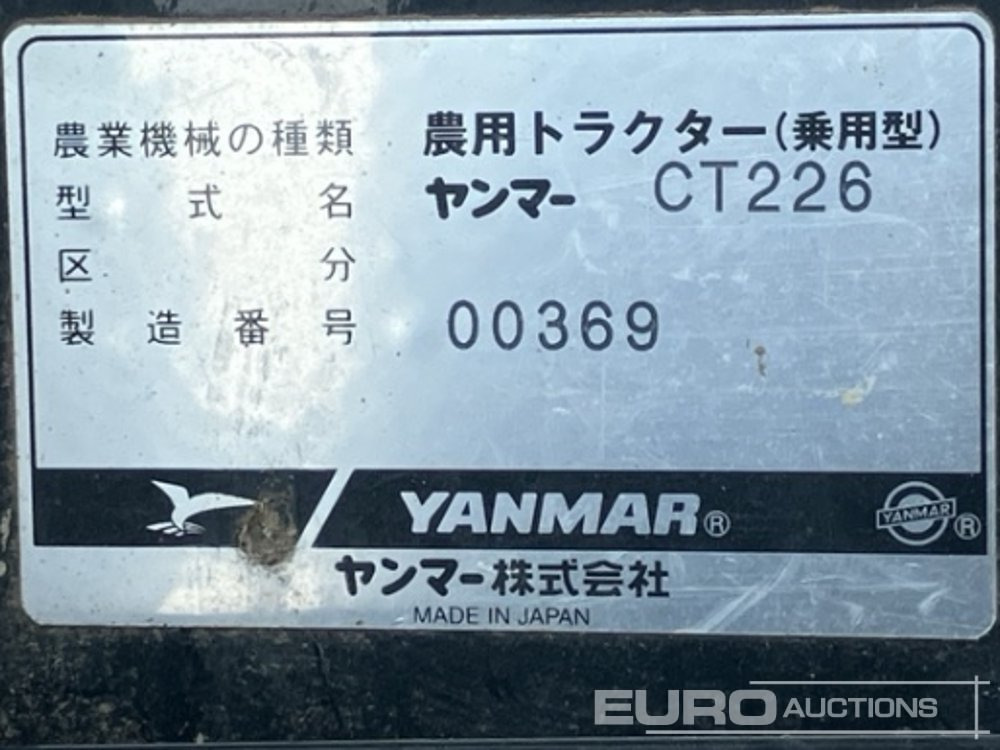 農業機械の種類 農用トラクター(乗用型)
型式名 ヤンマー CT226
区分
製造番号 00369
YANMAR® YANMAR ®
ヤンマー株式会社
MADE IN JAPAN
EURO AUCTIONS